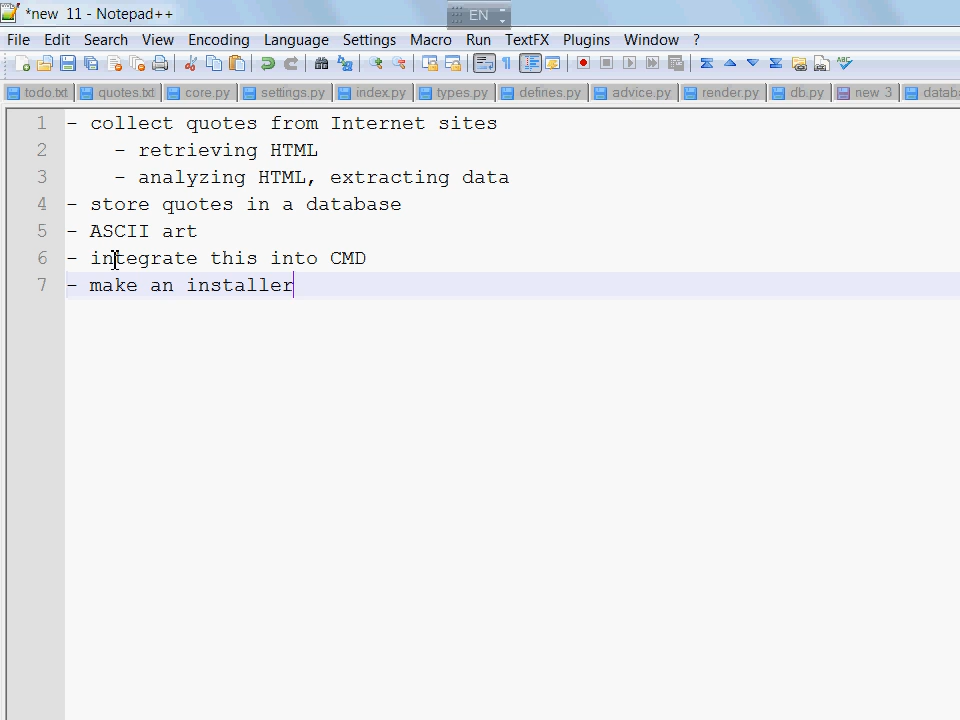 *new 11 - Notepad++
EN
File Edit Search View Encoding Language Settings Macro Run TextFX Plugins Window ?
todo.txt quotes.txt core.py settings.py index.py types.py defines.py advice.py render.py db.py new 3 databa
1 - collect quotes from Internet sites
2 - retrieving HTML
3 - analyzing HTML, extracting data
4 - store quotes in a database
5 - ASCII art
6 - integrate this into CMD
7 - make an installer